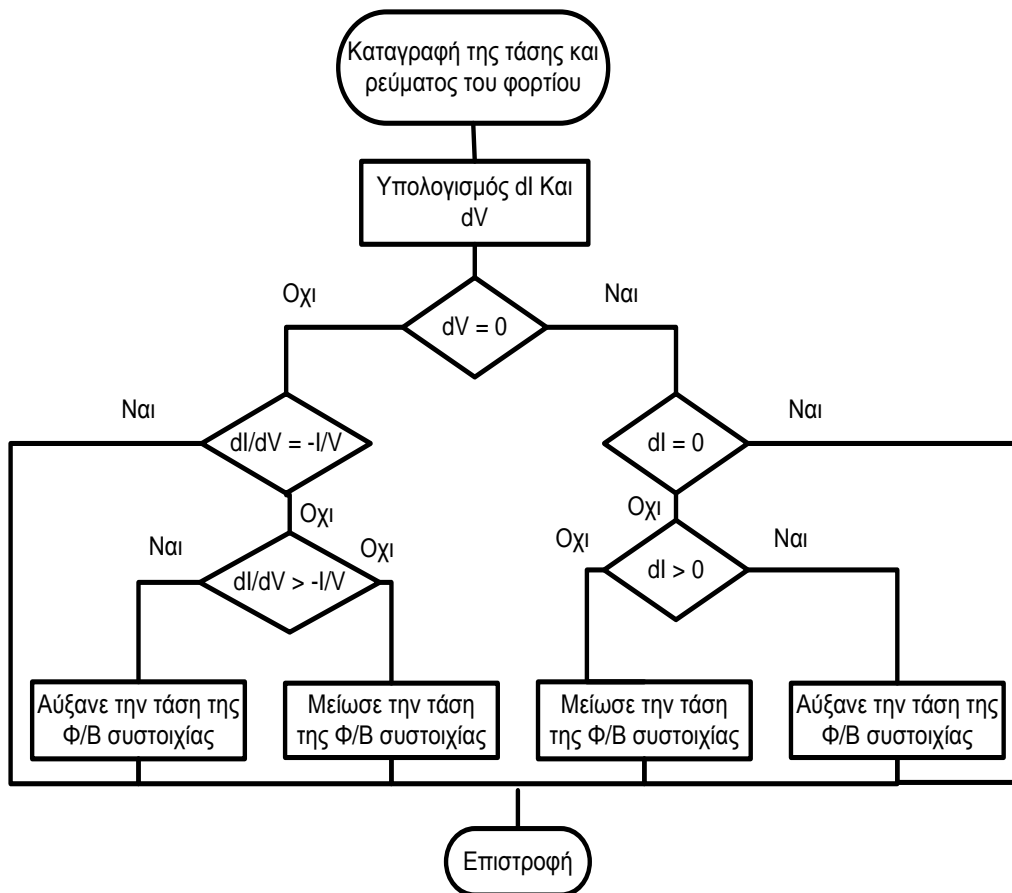 Καταγραφή της τάσης και
ρεύματος του φορτίου
Υπολογισμός dI Και
dV
Οχι
Ναι
dV = 0
Ναι
Ναι
dI/dV = -I/V
dI = 0
Οχι
Οχι
Ναι
Οχι
Οχι
Ναι
dI/dV > -I/V
dI > 0
Αύξανε την τάση της
Φ/Β συστοιχίας
Μείωσε την τάση
της Φ/Β συστοιχίας
Μείωσε την τάση
της Φ/Β συστοιχίας
Αύξανε την τάση της
Φ/Β συστοιχίας
Επιστροφή